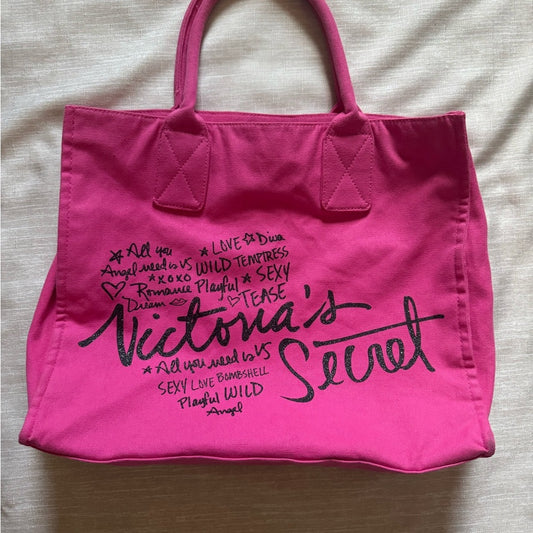 ☆ All you ☆ LOVE ☆ Diva
Angel need is VS WILD TEMPTRESS
☆ XOXO ☆ SEXY
♡ Romance Playful
Dream ♡ TEASE
Victoria's
Secret
☆ All you need is VS
SEXY LOVE BOMBSHELL
Playful WILD
Angel